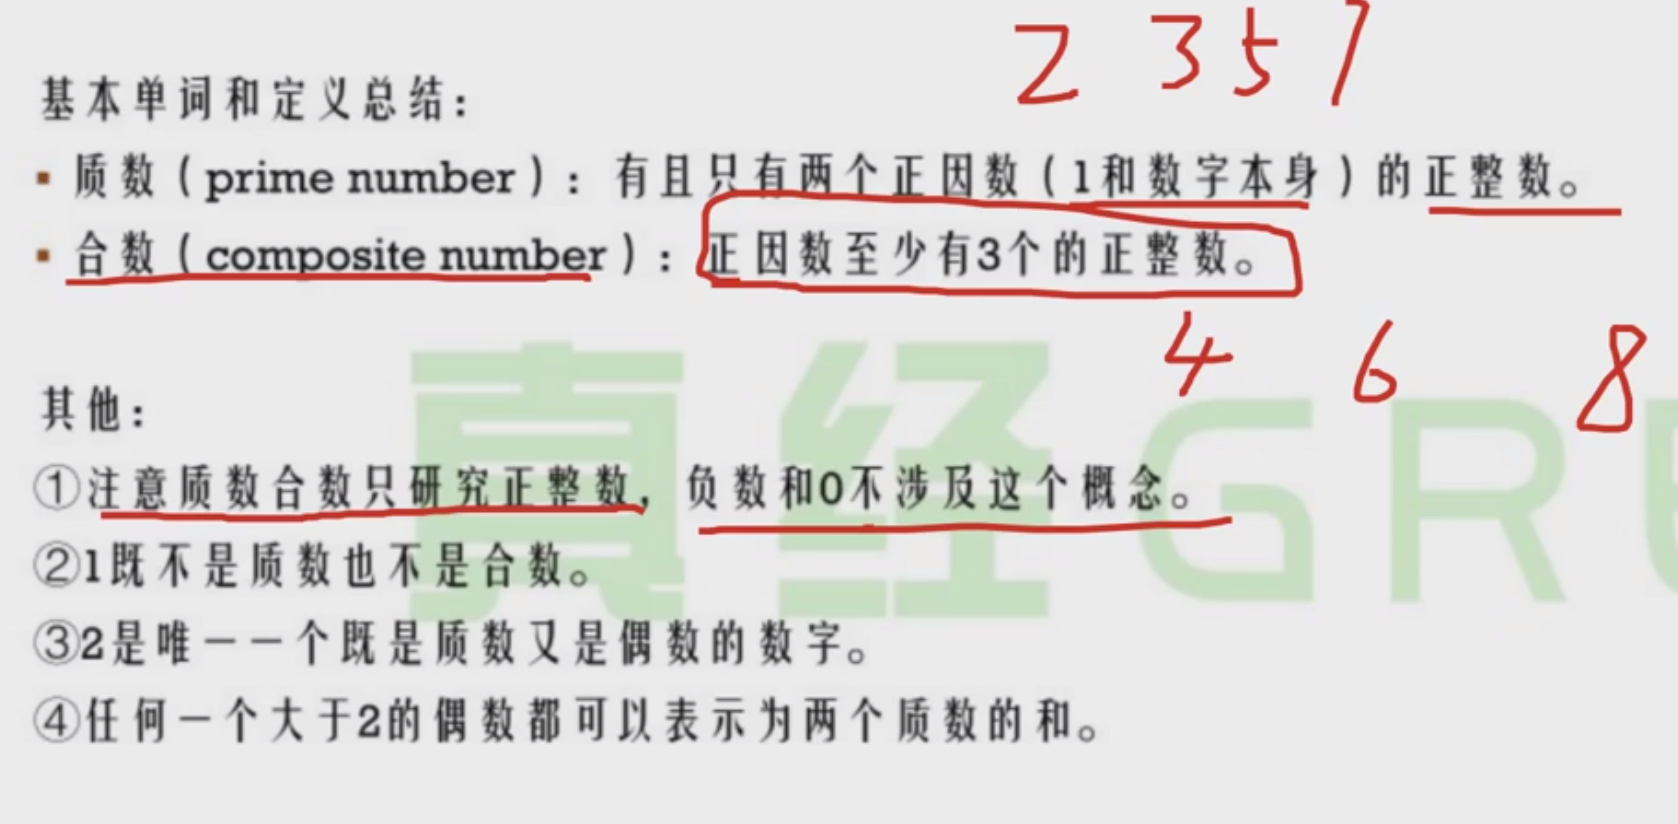 2 3 5 7
基本单词和定义总结：
▪ 质数（prime number）：有且只有两个正因数（1和数字本身）的正整数。
▪ 合数（composite number）：正因数至少有3个的正整数。
4 6 8
其他：
①注意质数合数只研究正整数，负数和0不涉及这个概念。
②1既不是质数也不是合数。
③2是唯一一个既是质数又是偶数的数字。
④任何一个大于2的偶数都可以表示为两个质数的和。
真经GR